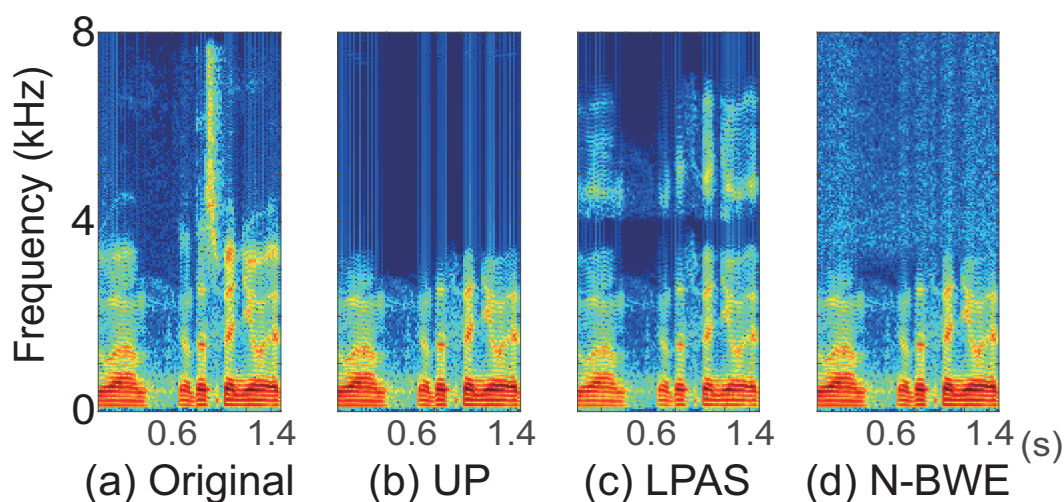 8
4
0
Frequency (kHz)
0.6 1.4 0.6 1.4 0.6 1.4 0.6 1.4 (s)
(a) Original (b) UP (c) LPAS (d) N-BWE